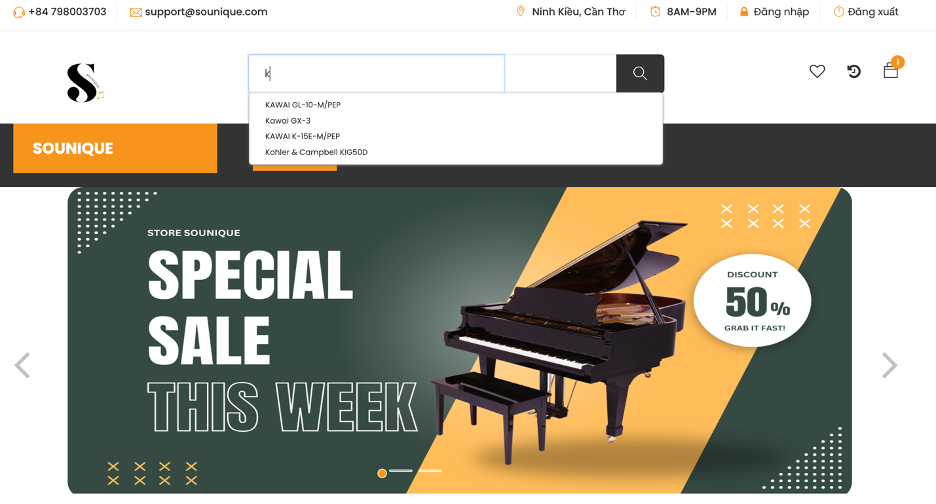 +84 798003703 support@sounique.com Ninh Kiều, Cần Thơ 8AM-9PM Đăng nhập Đăng xuất
S
1
k
KAWAI GL-10-M/PEP
Kawai GX-3
KAWAI K-15E-M/PEP
Kohler & Campbell KIG50D
SOUNIQUE
STORE SOUNIQUE
SPECIAL
SALE
THIS WEEK
DISCOUNT
50%
GRAB IT FAST!